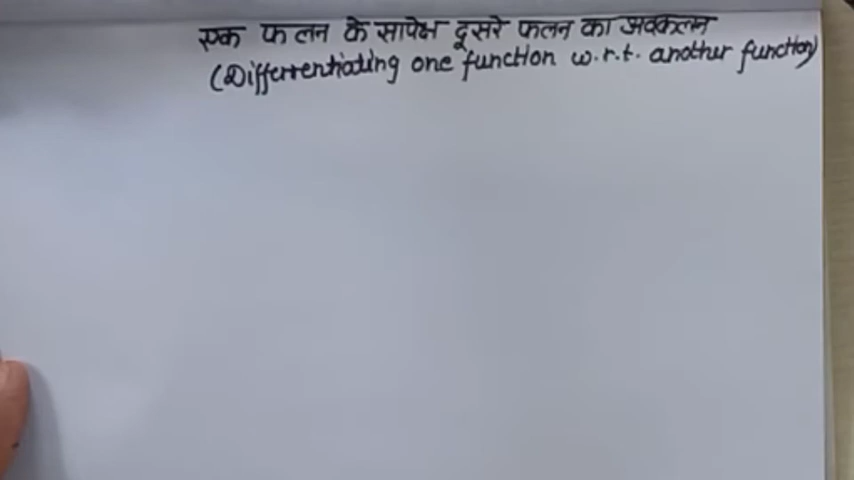 एक फलन के सापेक्ष दूसरे फलन का अवकलन
(Differentiating one function w.r.t. another function)